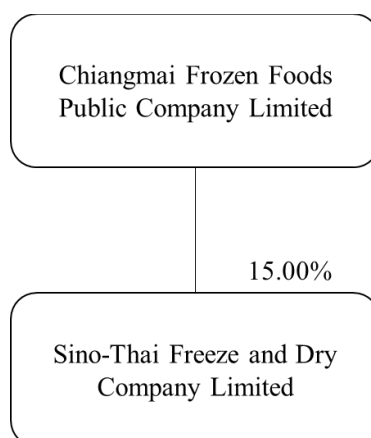 Chiangmai Frozen Foods
Public Company Limited
15.00%
Sino-Thai Freeze and Dry
Company Limited